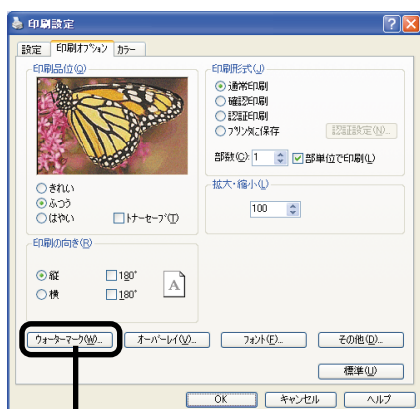 印刷設定
設定 印刷オプション カラー
印刷品位(Q)
きれい
ふつう
はやい
トナーセーブ(T)
印刷の向き(R)
縦 180°
横 180°
A
印刷形式(J)
通常印刷
確認印刷
認証印刷
プリンタに保存
認証設定(N)...
部数(C): 1 部単位で印刷(L)
拡大・縮小(L)
100
ウォーターマーク(W)... オーバーレイ(V)... フォント(F)... その他(D)...
標準(U)
OK キャンセル ヘルプ